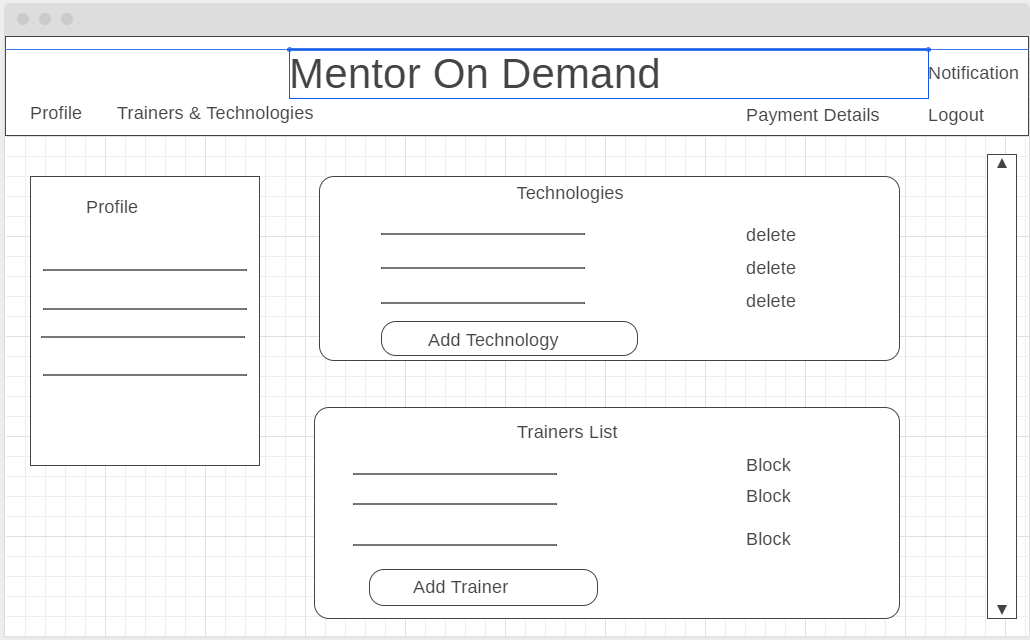 Mentor On Demand
Notification
Profile
Trainers & Technologies
Payment Details
Logout
Profile
Technologies
delete
delete
delete
Add Technology
Trainers List
Block
Block
Block
Add Trainer